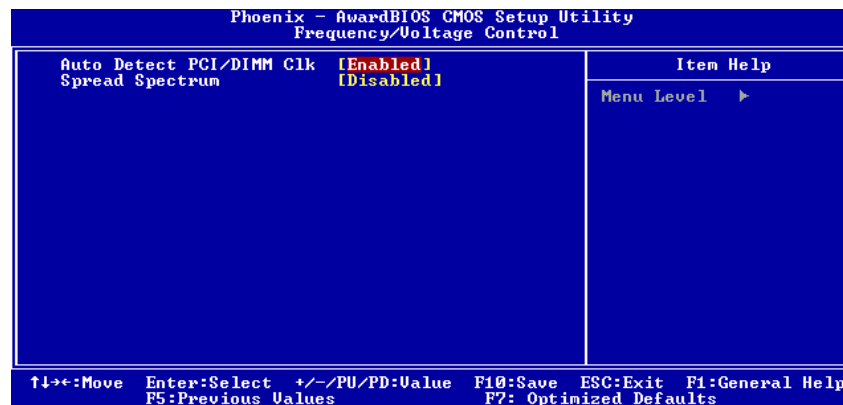 Phoenix - AwardBIOS CMOS Setup Utility
Frequency/Voltage Control
Auto Detect PCI/DIMM Clk [Enabled]
Spread Spectrum [Disabled]
Item Help
Menu Level ▶
↑↓→←:Move Enter:Select +/-/PU/PD:Value F10:Save ESC:Exit F1:General Help
F5:Previous Values F7: Optimized Defaults